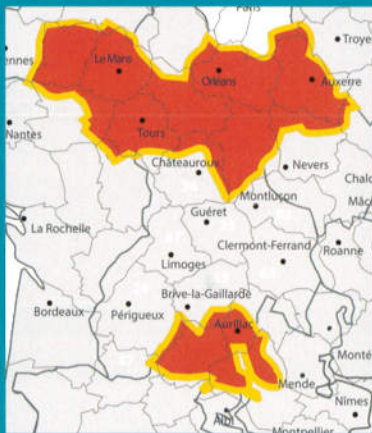 Paris
Troye
ennes
Le Mans
Orléans
Auxerre
Nantes
Tours
Châteauroux
Nevers
Chalo
Montluçon
Mâc
Guéret
La Rochelle
Clermont-Ferrand
Roanne
Limoges
Brive-la-Gaillarde
Bordeaux
Périgueux
Aurillac
Monté
Mende
Nîmes
Albi
Montpellier